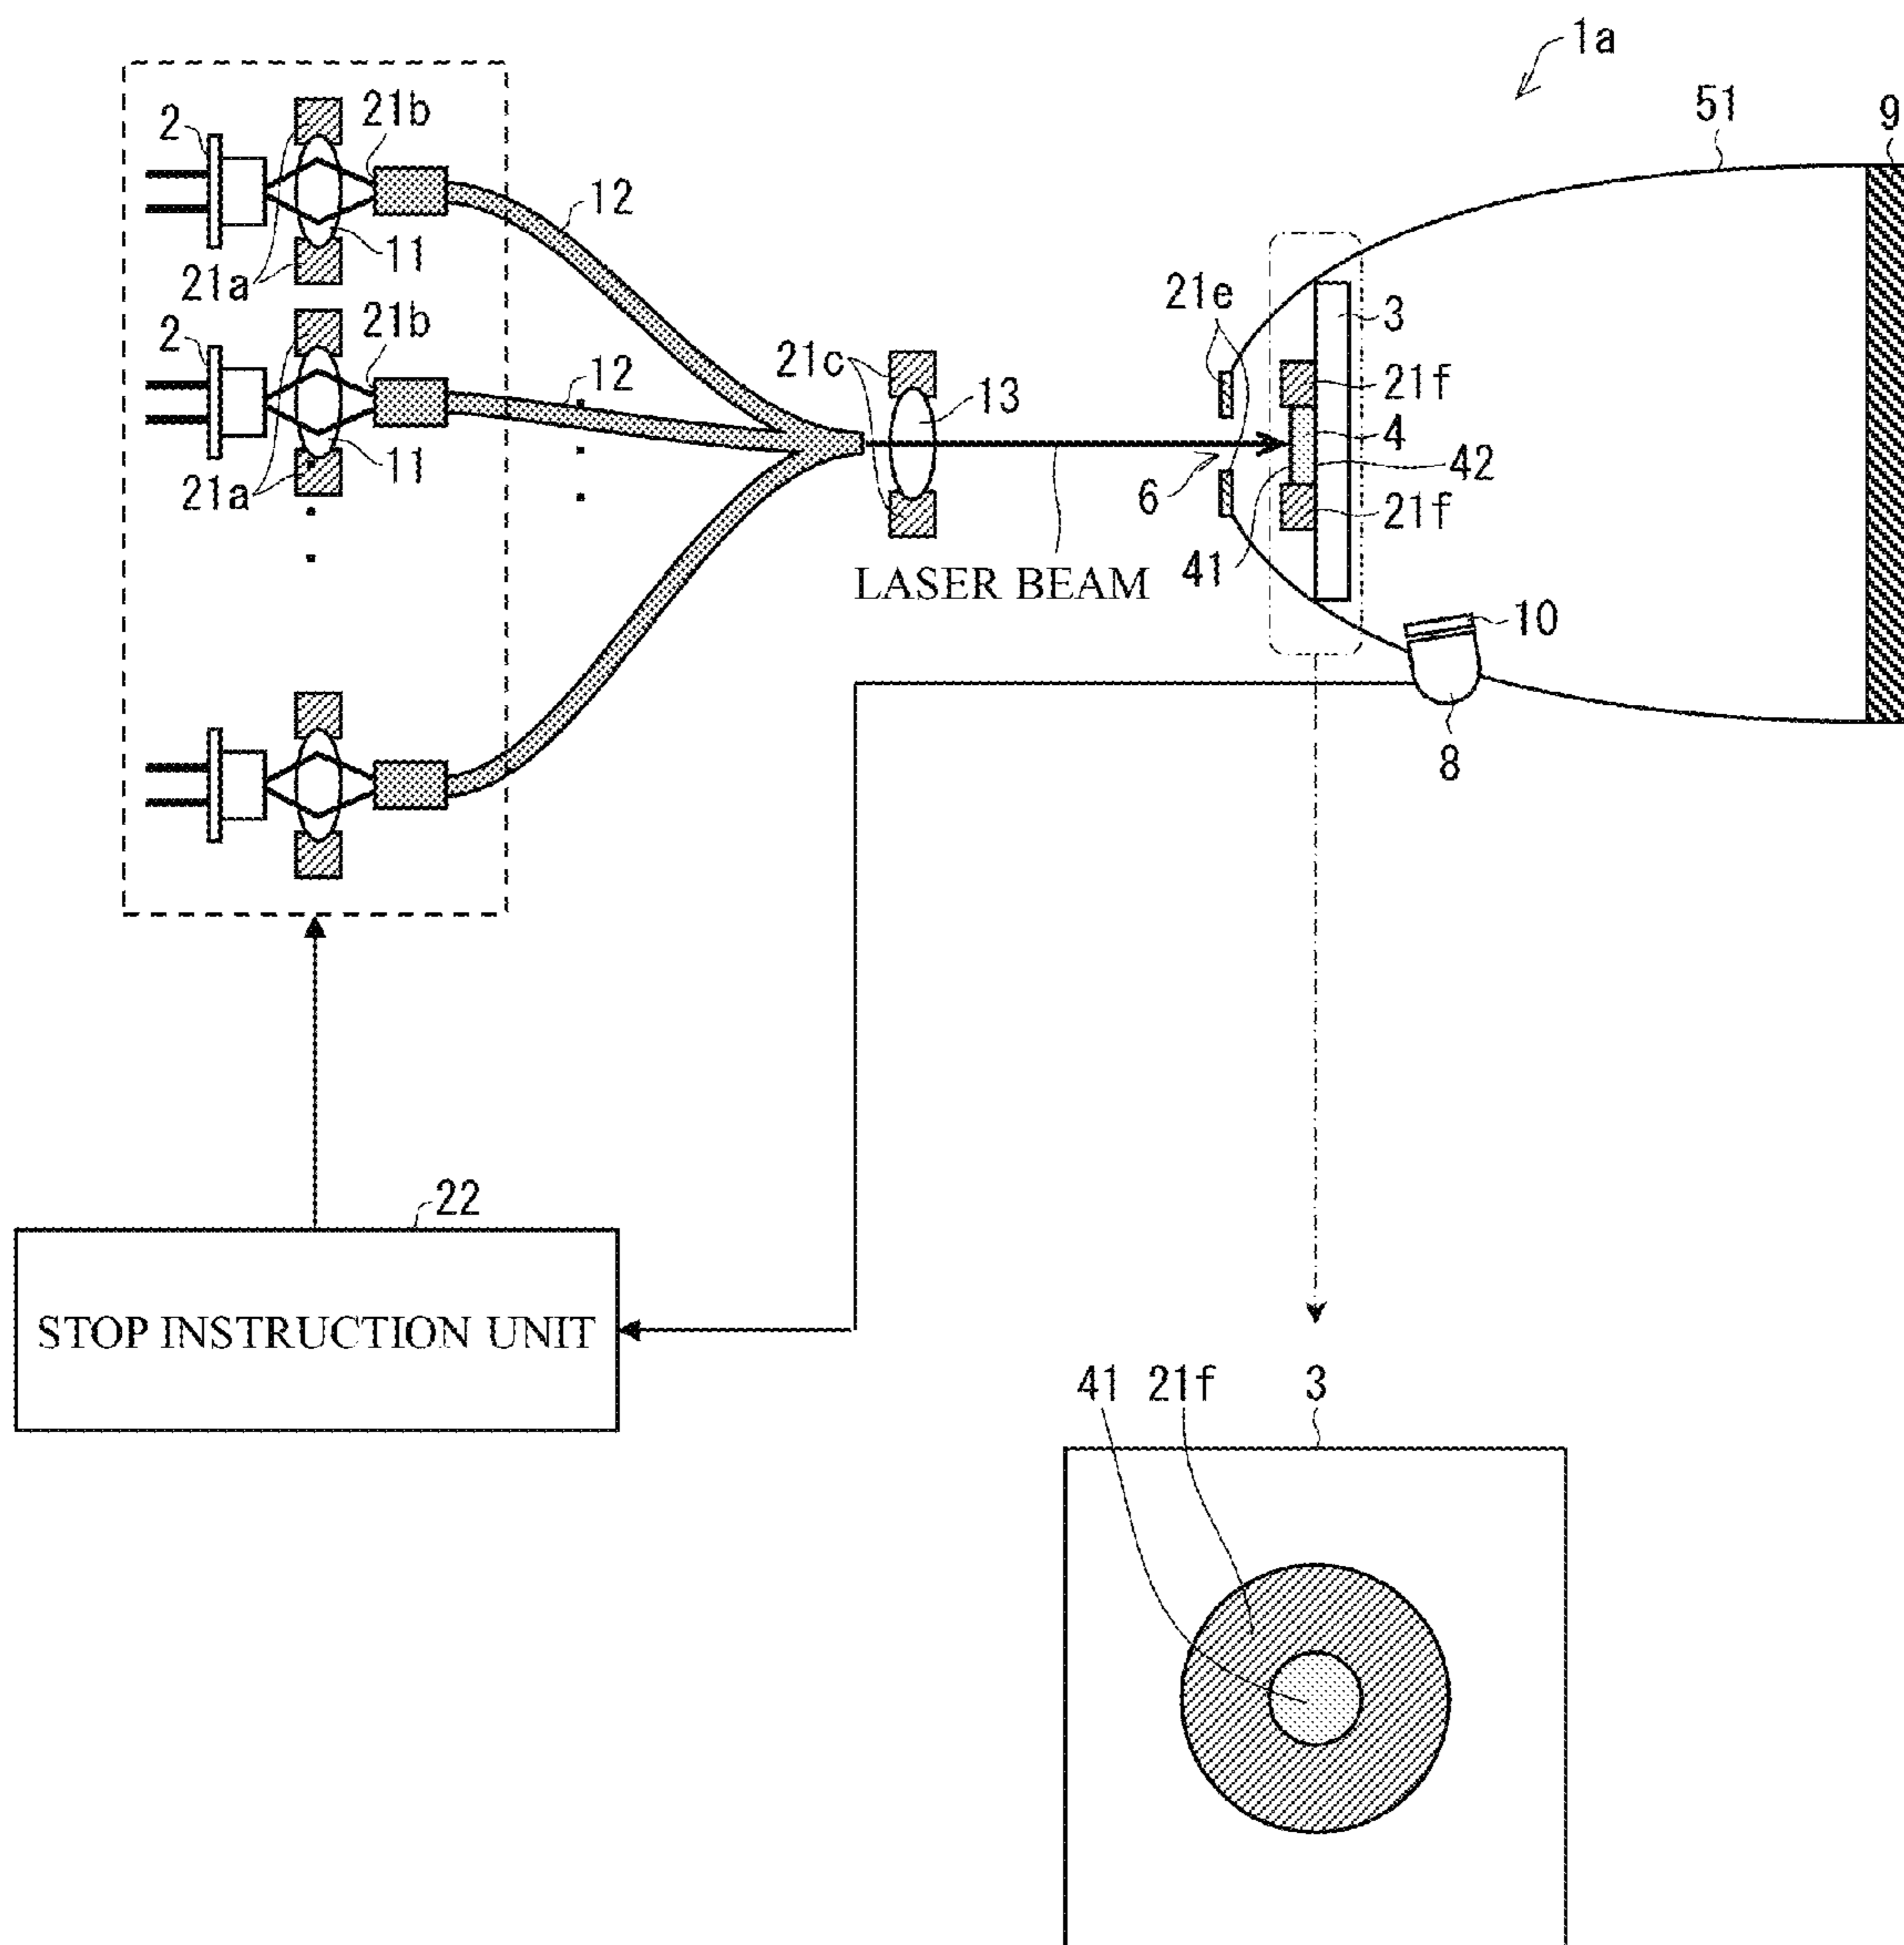 1a
51
9
2
21b
12
11
21a
21e
3
2
21b
12
21c
13
21f
4
42
11
21a
6
21f
41
LASER BEAM
10
8
22
STOP INSTRUCTION UNIT
41
21f
3